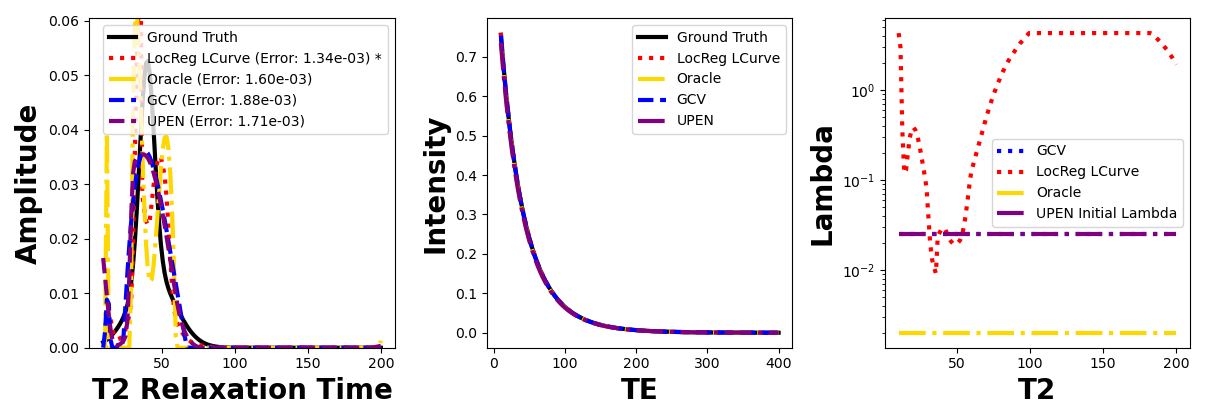 Amplitude
0.06
0.05
0.04
0.03
0.02
0.01
0.00
Ground Truth
LocReg LCurve (Error: 1.34e-03) *
Oracle (Error: 1.60e-03)
GCV (Error: 1.88e-03)
UPEN (Error: 1.71e-03)
50 100 150 200
T2 Relaxation Time
Intensity
0.7
0.6
0.5
0.4
0.3
0.2
0.1
0.0
Ground Truth
LocReg LCurve
Oracle
GCV
UPEN
0 100 200 300 400
TE
Lambda
10⁰
10⁻¹
10⁻²
GCV
LocReg LCurve
Oracle
UPEN Initial Lambda
50 100 150 200
T2